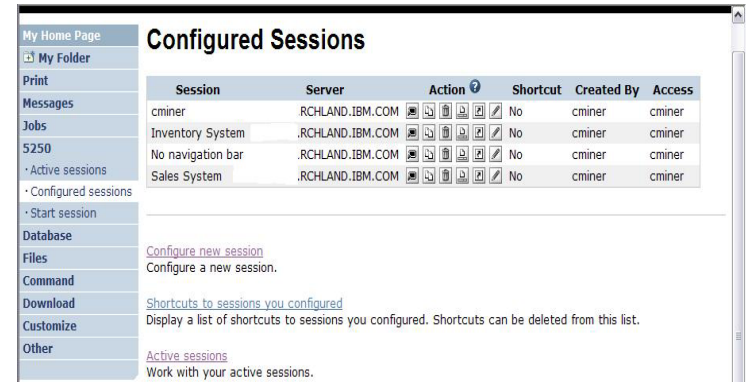 My Home Page
My Folder
Print
Messages
Jobs
5250
· Active sessions
· Configured sessions
· Start session
Database
Files
Command
Download
Customize
Other
Configured Sessions
Session Server Action ? Shortcut Created By Access
cminer .RCHLAND.IBM.COM No cminer cminer
Inventory System .RCHLAND.IBM.COM No cminer cminer
No navigation bar .RCHLAND.IBM.COM No cminer cminer
Sales System .RCHLAND.IBM.COM No cminer cminer
Configure new session
Configure a new session.
Shortcuts to sessions you configured
Display a list of shortcuts to sessions you configured. Shortcuts can be deleted from this list.
Active sessions
Work with your active sessions.